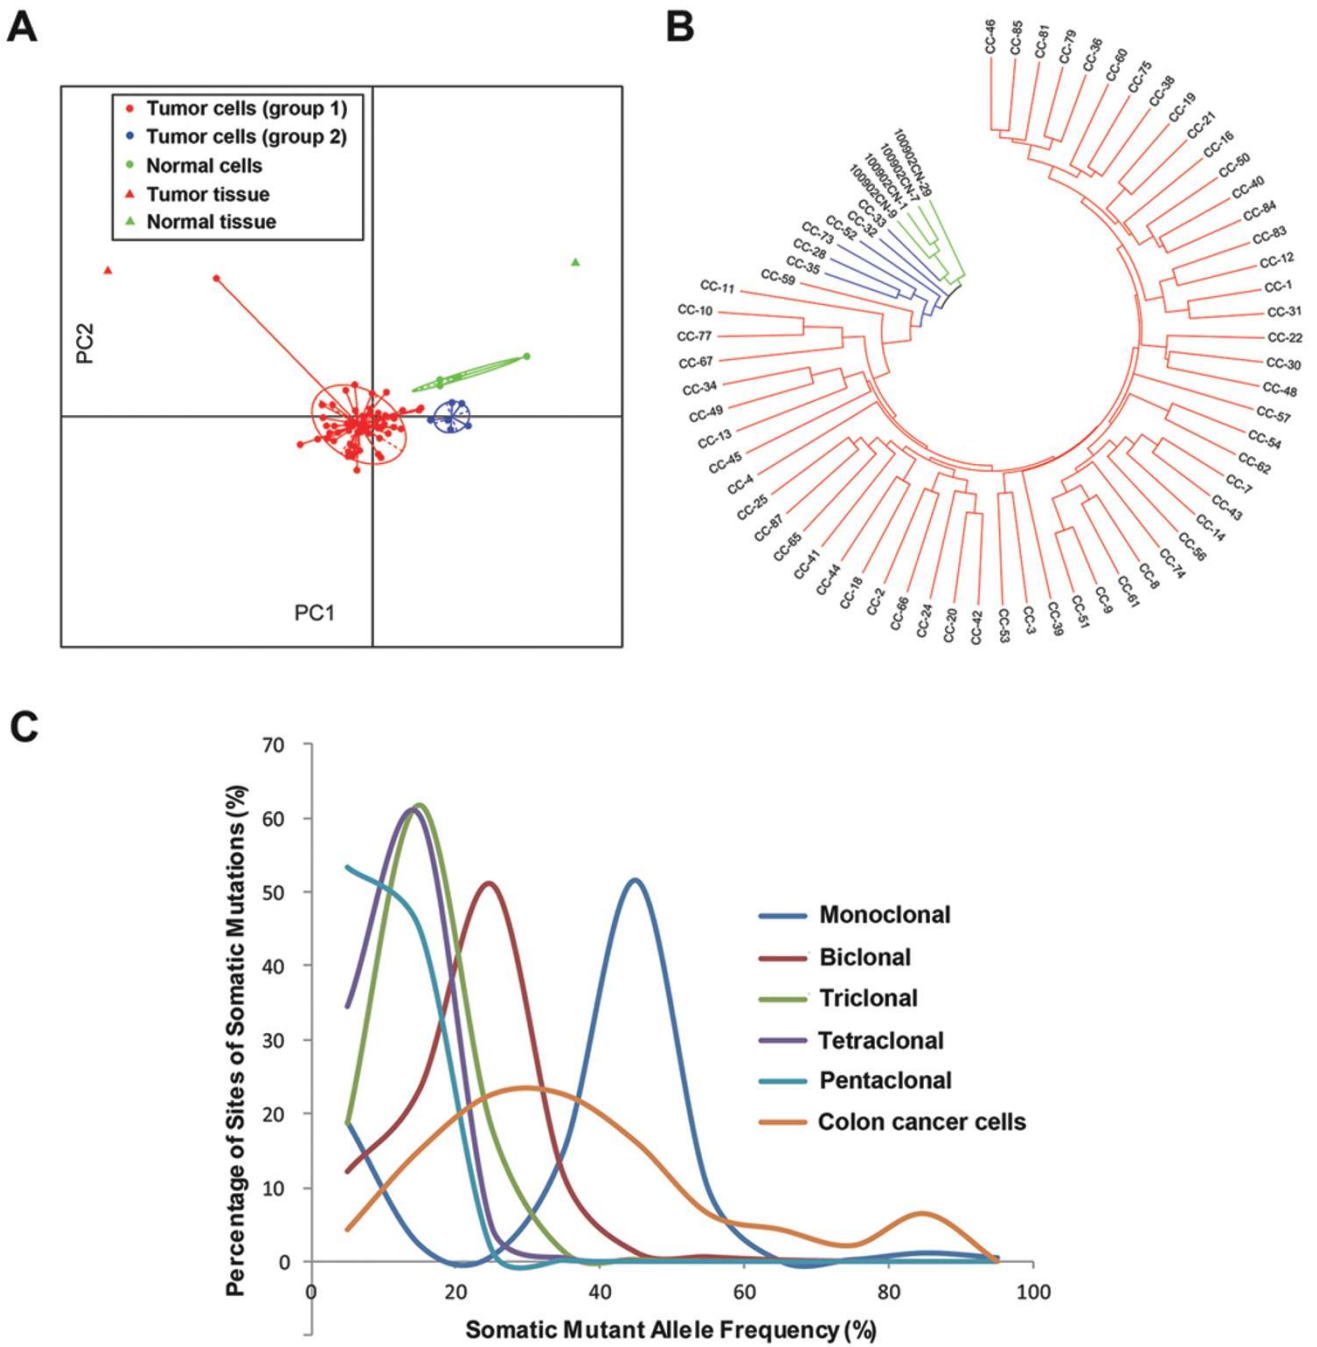 A
Tumor cells (group 1)
Tumor cells (group 2)
Normal cells
Tumor tissue
Normal tissue
PC2
PC1
B
CC-46
CC-85
CC-81
CC-79
CC-36
CC-60
CC-75
CC-38
CC-19
CC-21
CC-16
CC-50
CC-40
CC-84
CC-83
CC-12
CC-1
CC-31
CC-22
CC-30
CC-48
CC-57
CC-54
CC-62
CC-7
CC-43
CC-14
CC-56
CC-74
CC-8
CC-61
CC-9
CC-51
CC-39
CC-3
CC-53
CC-42
CC-20
CC-24
CC-66
CC-2
CC-18
CC-44
CC-41
CC-65
CC-87
CC-25
CC-4
CC-45
CC-13
CC-49
CC-34
CC-67
CC-77
CC-10
CC-11
CC-59
CC-35
CC-28
CC-73
CC-52
CC-32
CC-33
100902CN-9
100902CN-1
100902CN-7
100902CN-29
C
Percentage of Sites of Somatic Mutations (%)
70
60
50
40
30
20
10
0
Monoclonal
Biclonal
Triclonal
Tetraclonal
Pentaclonal
Colon cancer cells
0 20 40 60 80 100
Somatic Mutant Allele Frequency (%)